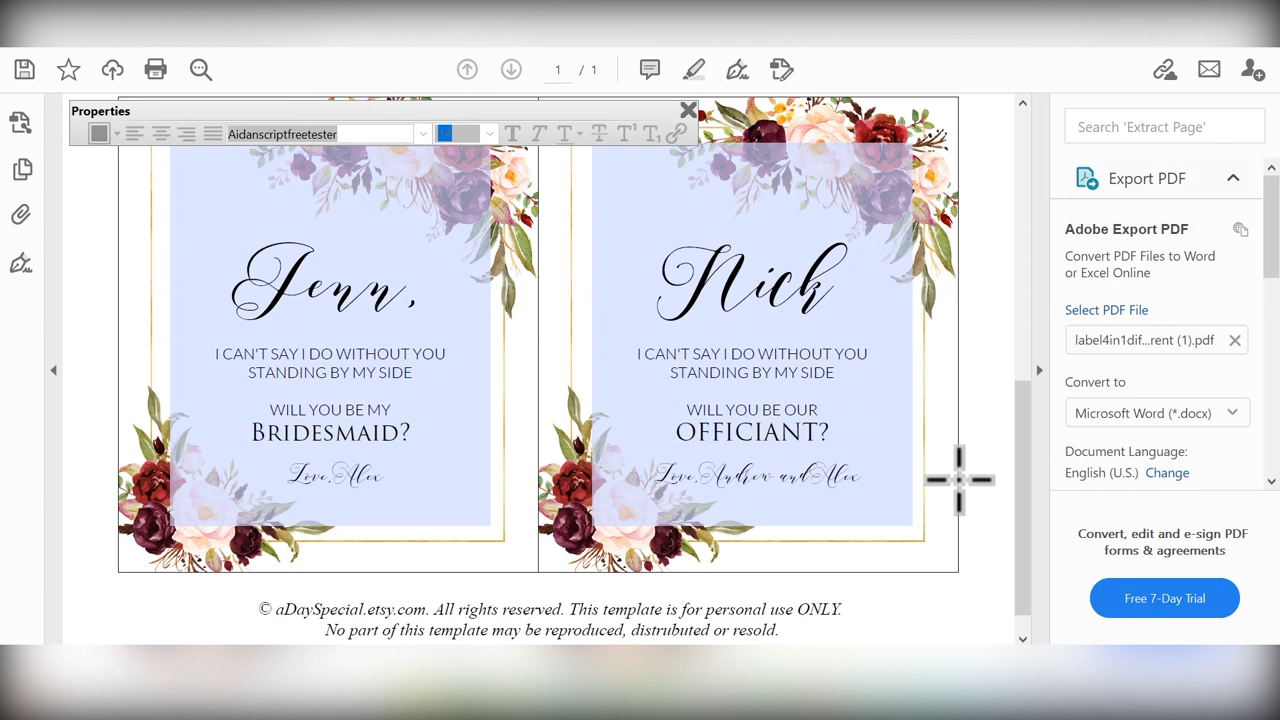 1 / 1
Properties
Aidanscriptfreetester
Jenn,
I CAN'T SAY I DO WITHOUT YOU
STANDING BY MY SIDE
WILL YOU BE MY
BRIDESMAID?
Love, Alex
Nick
I CAN'T SAY I DO WITHOUT YOU
STANDING BY MY SIDE
WILL YOU BE OUR
OFFICIANT?
Love, Andrew and Alex
© aDaySpecial.etsy.com. All rights reserved. This template is for personal use ONLY.
No part of this template may be reproduced, distrubuted or resold.
Search 'Extract Page'
Export PDF
Adobe Export PDF
Convert PDF Files to Word
or Excel Online
Select PDF File
label4in1dif...rent (1).pdf
Convert to
Microsoft Word (*.docx)
Document Language:
English (U.S.) Change
Convert, edit and e-sign PDF
forms & agreements
Free 7-Day Trial